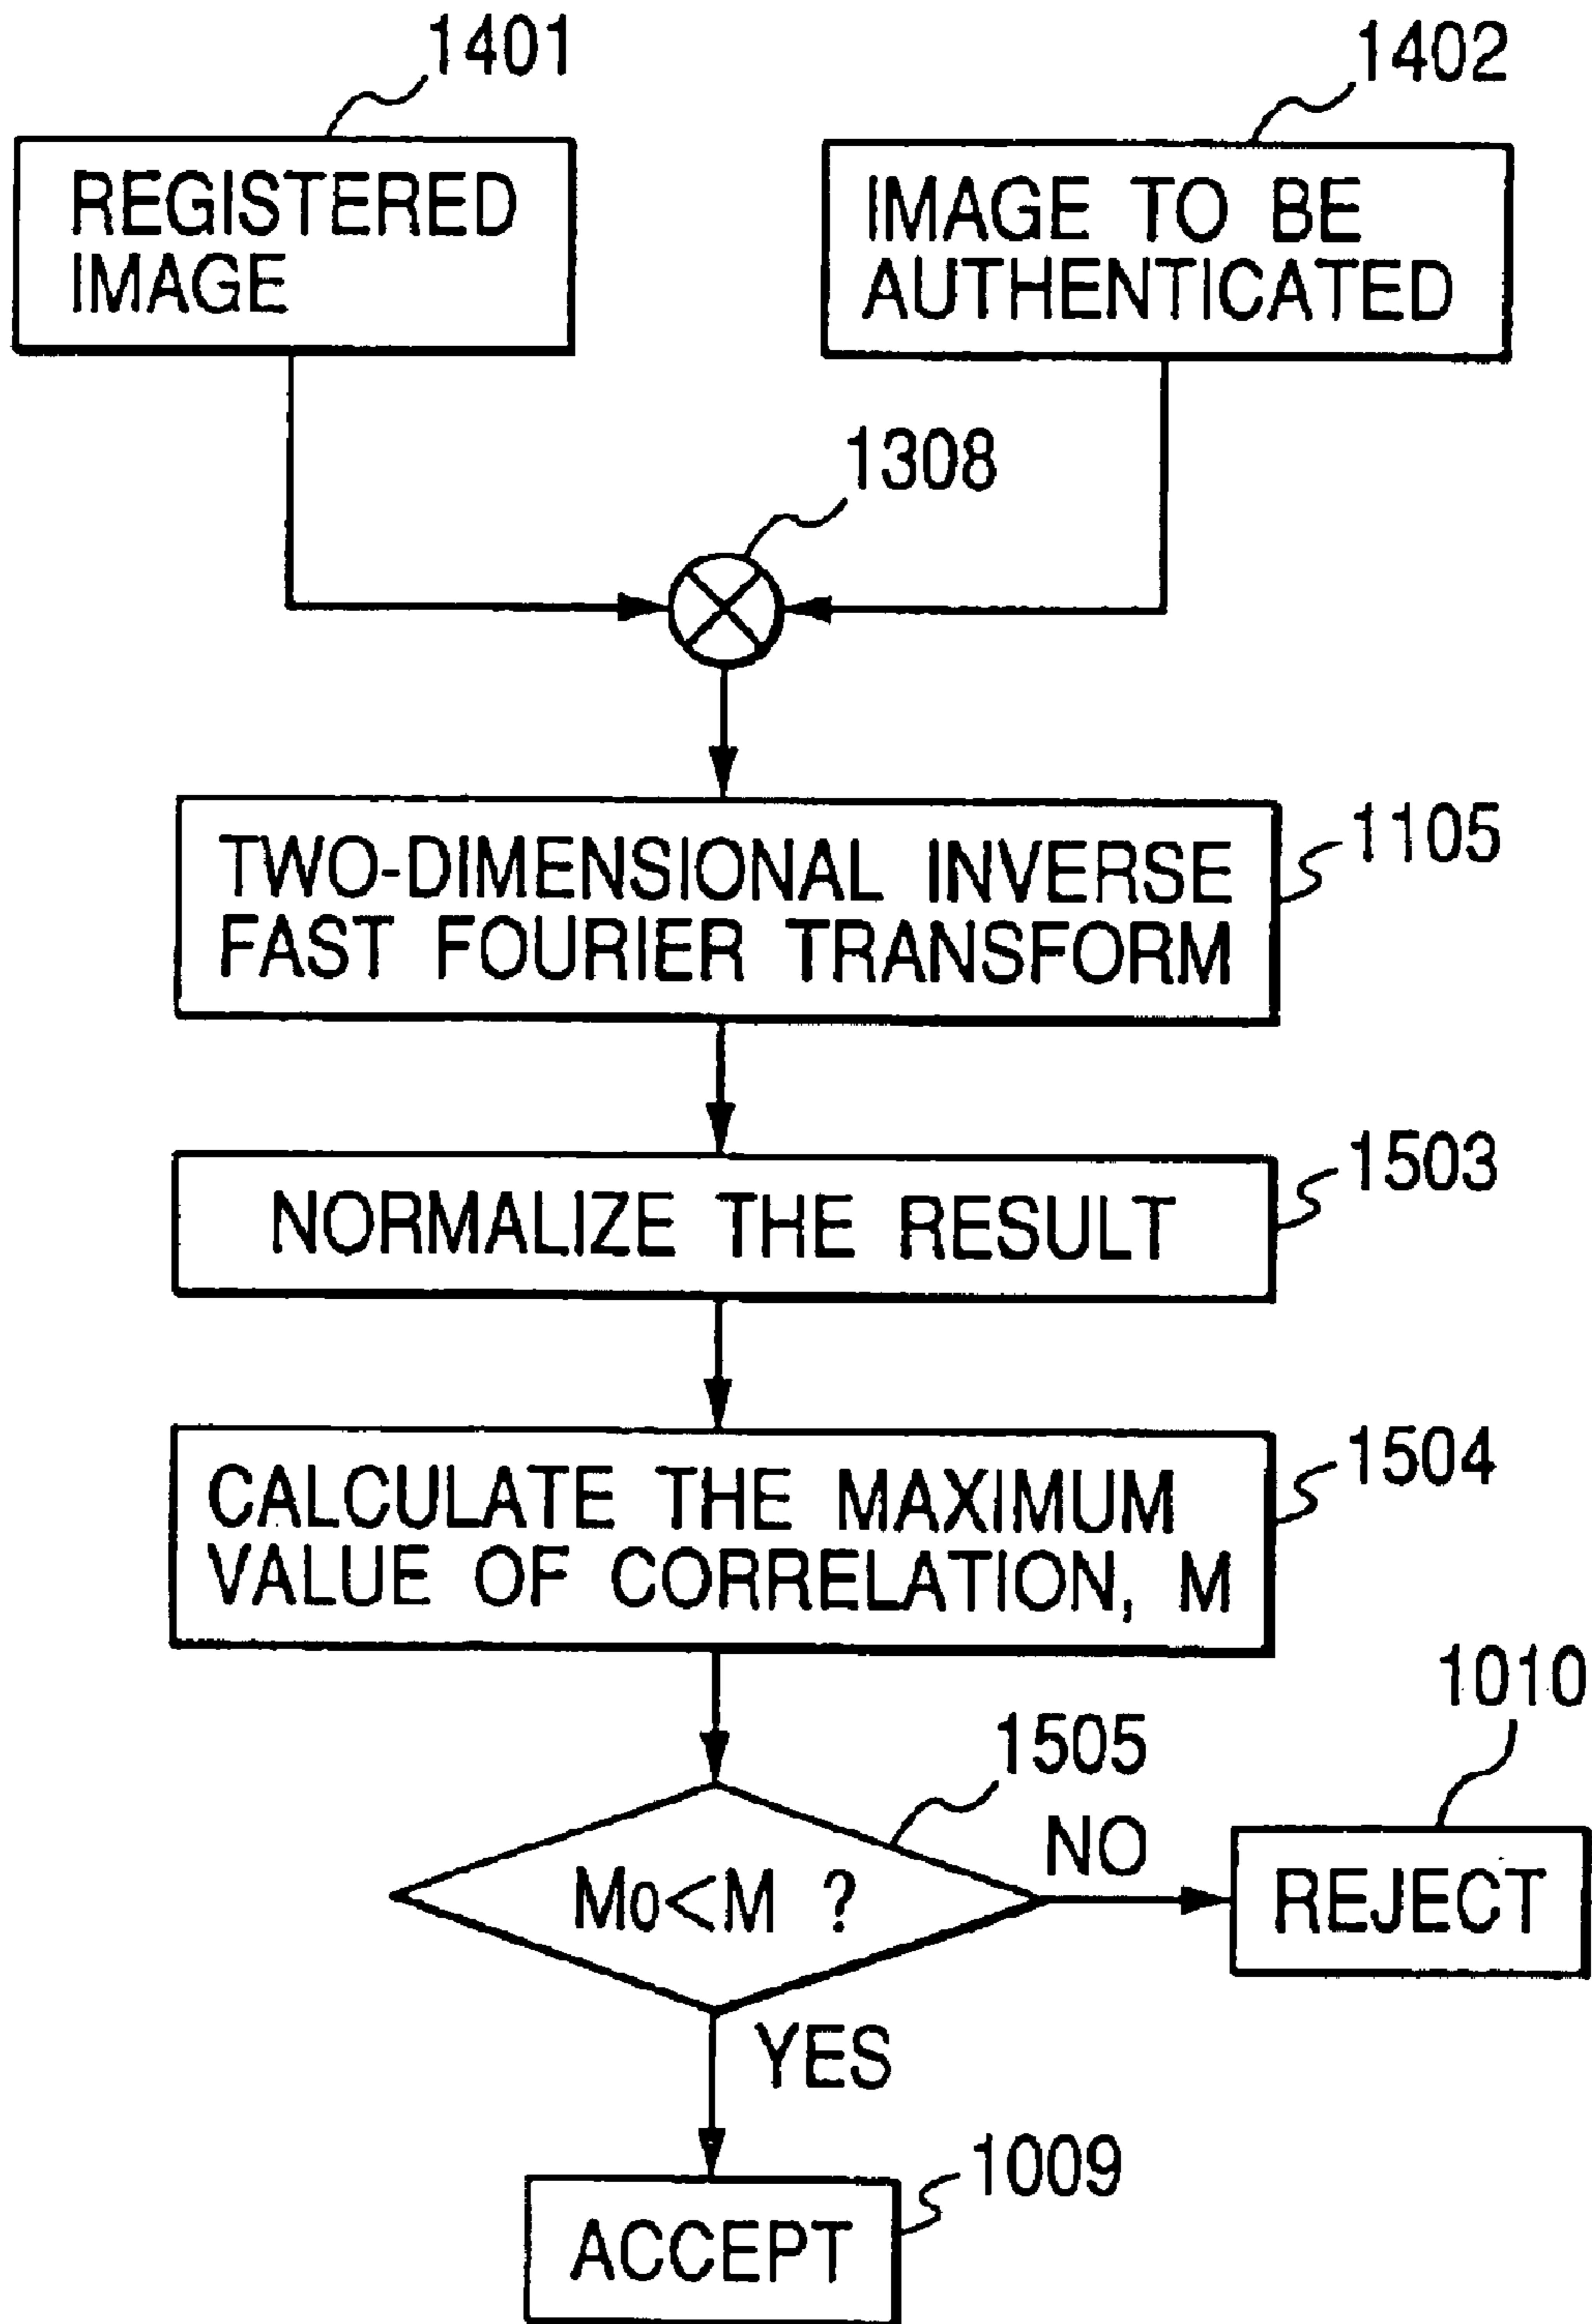 1401
1402
REGISTERED
IMAGE
IMAGE TO BE
AUTHENTICATED
1308
TWO-DIMENSIONAL INVERSE
FAST FOURIER TRANSFORM
1105
NORMALIZE THE RESULT
1503
CALCULATE THE MAXIMUM
VALUE OF CORRELATION, M
1504
1010
1505
NO
Mo<M ?
REJECT
YES
1009
ACCEPT